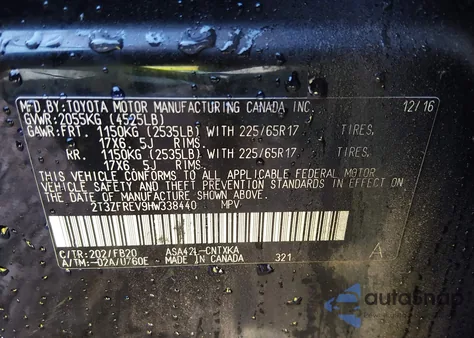 MFD.BY:TOYOTA MOTOR MANUFACTURING CANADA INC. 12/16
GVWR:2055KG (4525LB)
GAWR:FRT. 1150KG (2535LB) WITH 225/65R17 TIRES,
17X6.5J RIMS.
RR. 1150KG (2535LB) WITH 225/65R17 TIRES,
17X6.5J RIMS.
THIS VEHICLE CONFORMS TO ALL APPLICABLE FEDERAL MOTOR
VEHICLE SAFETY AND THEFT PREVENTION STANDARDS IN EFFECT ON
THE DATE OF MANUFACTURE SHOWN ABOVE.
2T3ZFREV9HW338440 MPV
C/TR:202/FB20 ASA42L-CNTXKA A
A/TM:-02A/U760E 321
autosnap